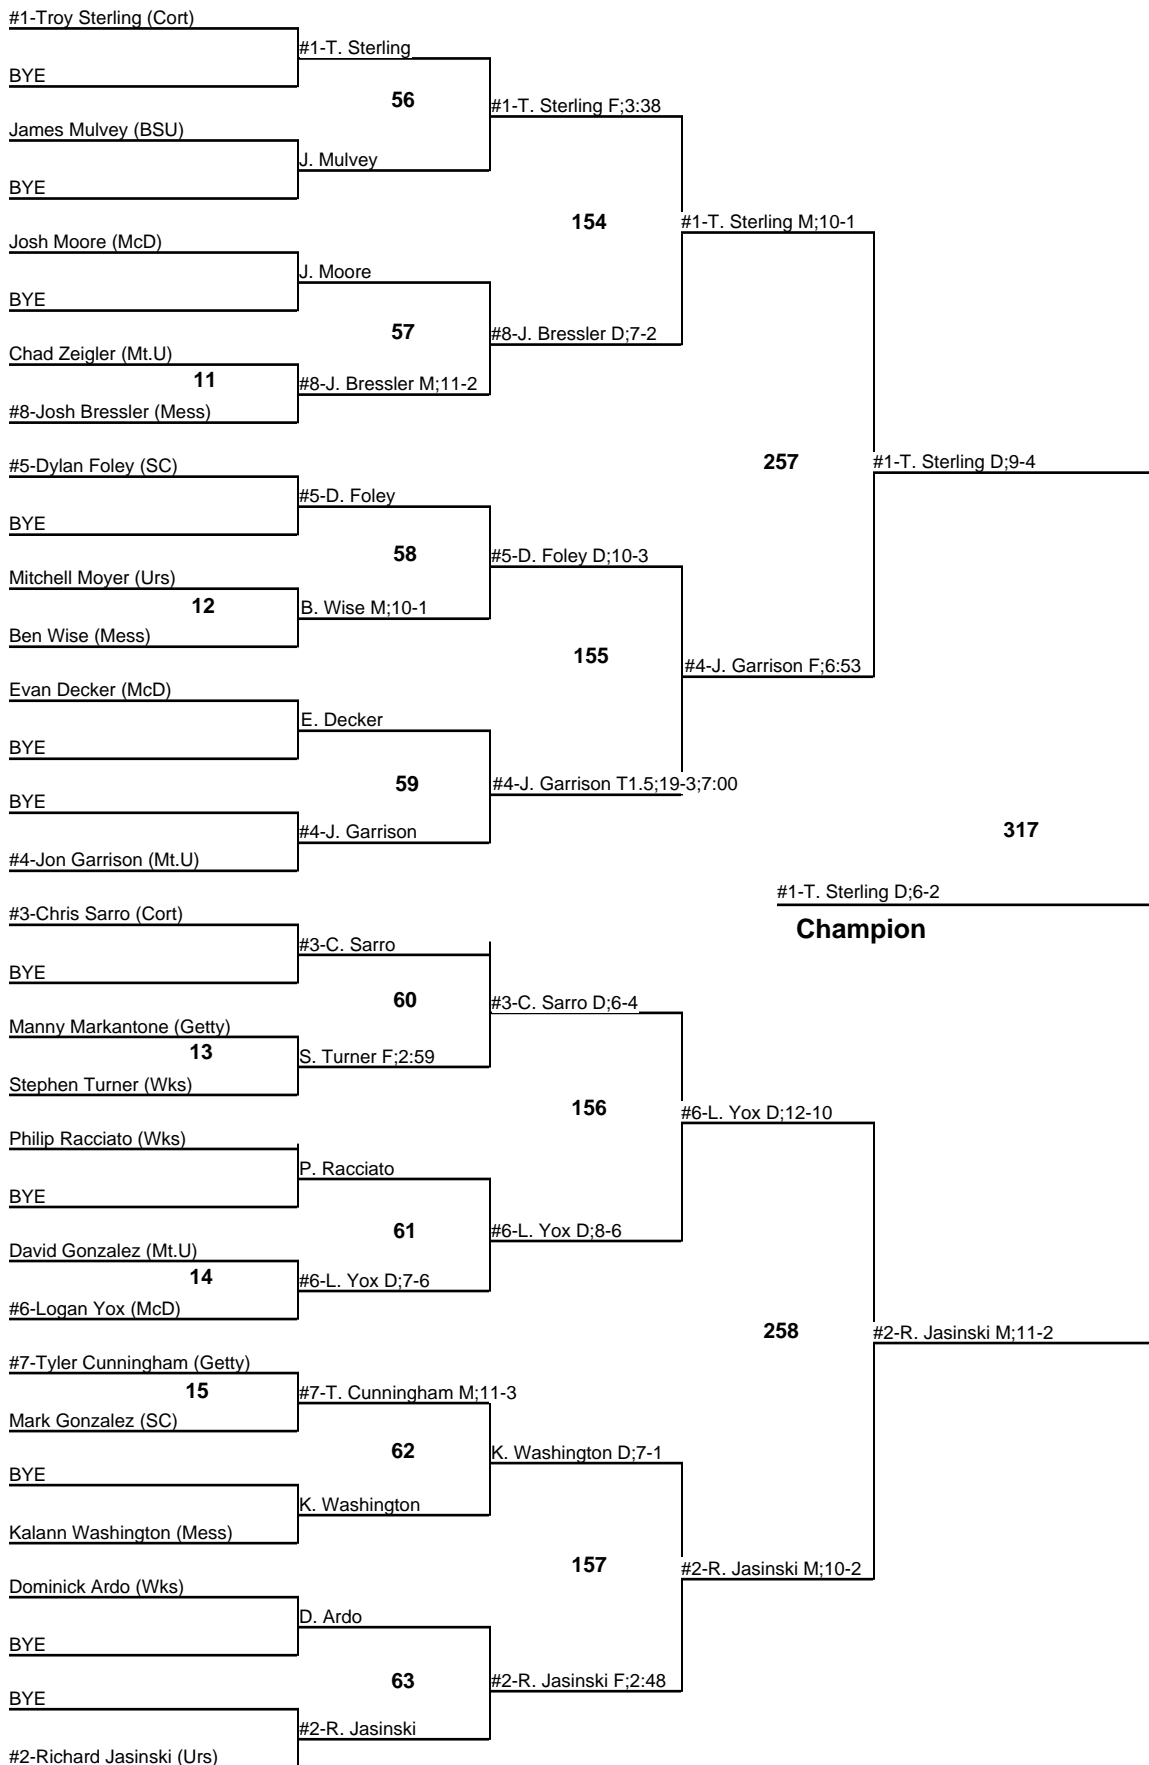 #1-Troy Sterling (Cort)
#1-T. Sterling
BYE
56
#1-T. Sterling F;3:38
James Mulvey (BSU)
J. Mulvey
BYE
154
#1-T. Sterling M;10-1
Josh Moore (McD)
J. Moore
BYE
57
#8-J. Bressler D;7-2
Chad Zeigler (Mt.U)
11
#8-J. Bressler M;11-2
#8-Josh Bressler (Mess)
257
#1-T. Sterling D;9-4
#5-Dylan Foley (SC)
#5-D. Foley
BYE
58
#5-D. Foley D;10-3
Mitchell Moyer (Urs)
12
B. Wise M;10-1
Ben Wise (Mess)
155
#4-J. Garrison F;6:53
Evan Decker (McD)
E. Decker
BYE
59
#4-J. Garrison T1.5;19-3;7:00
BYE
#4-J. Garrison
#4-Jon Garrison (Mt.U)
317
#1-T. Sterling D;6-2
Champion
#3-Chris Sarro (Cort)
#3-C. Sarro
BYE
60
#3-C. Sarro D;6-4
Manny Markantone (Getty)
13
S. Turner F;2:59
Stephen Turner (Wks)
156
#6-L. Yox D;12-10
Philip Racciato (Wks)
P. Racciato
BYE
61
#6-L. Yox D;8-6
David Gonzalez (Mt.U)
14
#6-L. Yox D;7-6
#6-Logan Yox (McD)
258
#2-R. Jasinski M;11-2
#7-Tyler Cunningham (Getty)
15
#7-T. Cunningham M;11-3
Mark Gonzalez (SC)
62
K. Washington D;7-1
BYE
K. Washington
Kalann Washington (Mess)
157
#2-R. Jasinski M;10-2
Dominick Ardo (Wks)
D. Ardo
BYE
63
#2-R. Jasinski F;2:48
BYE
#2-R. Jasinski
#2-Richard Jasinski (Urs)